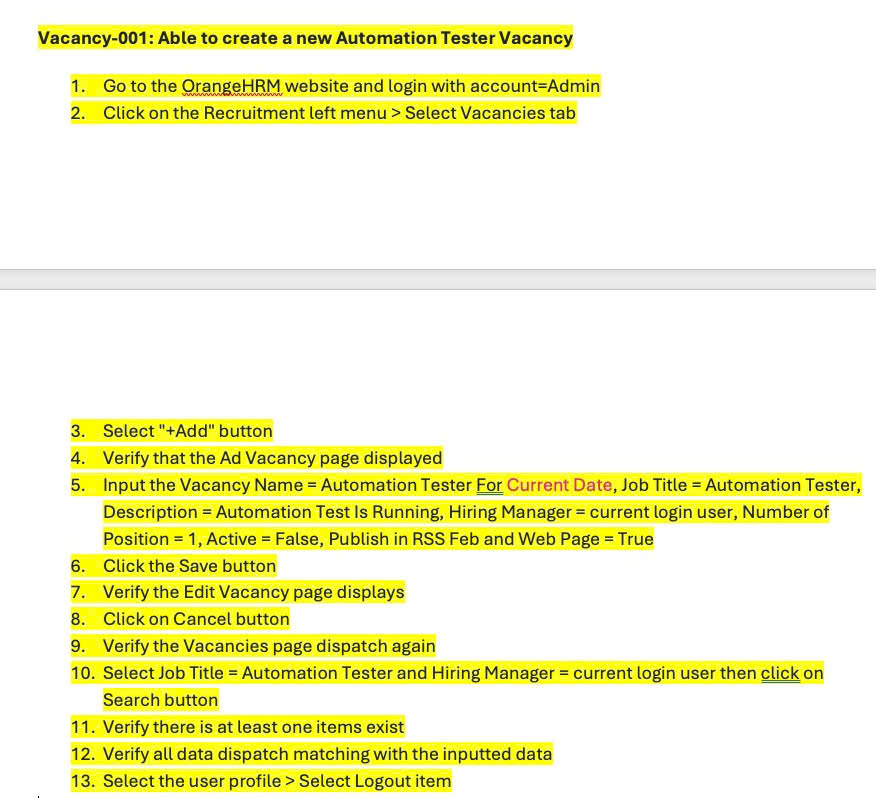 Vacancy-001: Able to create a new Automation Tester Vacancy
1. Go to the OrangeHRM website and login with account=Admin
2. Click on the Recruitment left menu > Select Vacancies tab
3. Select "+Add" button
4. Verify that the Ad Vacancy page displayed
5. Input the Vacancy Name = Automation Tester For Current Date, Job Title = Automation Tester,
Description = Automation Test Is Running, Hiring Manager = current login user, Number of
Position = 1, Active = False, Publish in RSS Feb and Web Page = True
6. Click the Save button
7. Verify the Edit Vacancy page displays
8. Click on Cancel button
9. Verify the Vacancies page dispatch again
10. Select Job Title = Automation Tester and Hiring Manager = current login user then click on
Search button
11. Verify there is at least one items exist
12. Verify all data dispatch matching with the inputted data
13. Select the user profile > Select Logout item